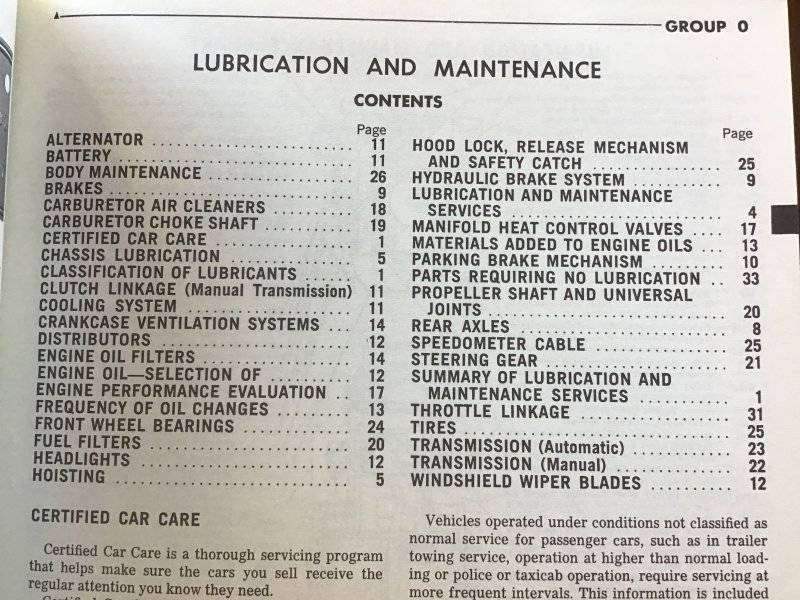 GROUP 0
LUBRICATION AND MAINTENANCE
CONTENTS
Page
ALTERNATOR .......................... 11
BATTERY .......................... 11
BODY MAINTENANCE .................. 26
BRAKES .......................... 9
CARBURETOR AIR CLEANERS .......... 18
CARBURETOR CHOKE SHAFT .......... 19
CERTIFIED CAR CARE ................ 1
CHASSIS LUBRICATION .............. 5
CLASSIFICATION OF LUBRICANTS ...... 1
CLUTCH LINKAGE (Manual Transmission) 11
COOLING SYSTEM .................. 11
CRANKCASE VENTILATION SYSTEMS ... 14
DISTRIBUTORS .................... 12
ENGINE OIL FILTERS ................ 14
ENGINE OIL—SELECTION OF .......... 12
ENGINE PERFORMANCE EVALUATION .. 17
FREQUENCY OF OIL CHANGES ........ 13
FRONT WHEEL BEARINGS ............ 24
FUEL FILTERS ...................... 20
HEADLIGHTS ...................... 12
HOISTING .......................... 5
Page
HOOD LOCK, RELEASE MECHANISM
AND SAFETY CATCH .............. 25
HYDRAULIC BRAKE SYSTEM .......... 9
LUBRICATION AND MAINTENANCE
SERVICES ........................ 4
MANIFOLD HEAT CONTROL VALVES .... 17
MATERIALS ADDED TO ENGINE OILS ... 13
PARKING BRAKE MECHANISM ........ 10
PARTS REQUIRING NO LUBRICATION .. 33
PROPELLER SHAFT AND UNIVERSAL
JOINTS .......................... 20
REAR AXLES ...................... 8
SPEEDOMETER CABLE .............. 25
STEERING GEAR .................... 21
SUMMARY OF LUBRICATION AND
MAINTENANCE SERVICES ............ 1
THROTTLE LINKAGE ................ 31
TIRES .......................... 25
TRANSMISSION (Automatic) .......... 23
TRANSMISSION (Manual) ............ 22
WINDSHIELD WIPER BLADES .......... 12
CERTIFIED CAR CARE
Certified Car Care is a thorough servicing program
that helps make sure the cars you sell receive the
regular attention you know they need.
Vehicles operated under conditions not classified as
normal service for passenger cars, such as in trailer
towing service, operation at higher than normal load-
ing or police or taxicab operation, require servicing at
more frequent intervals. This information is included